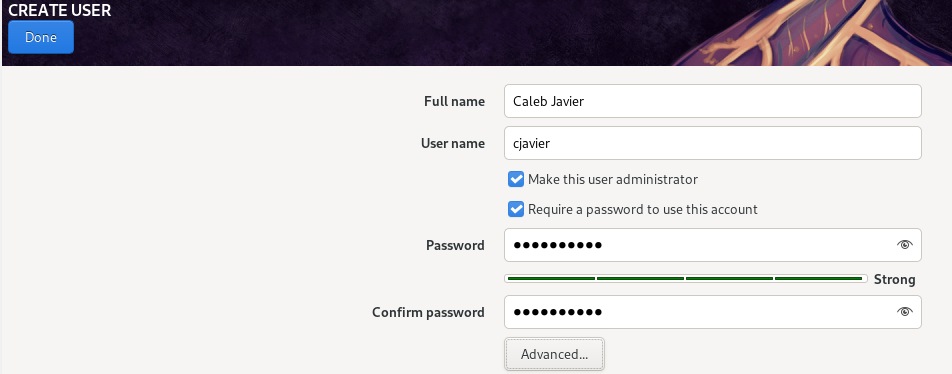 CREATE USER
Done
Full name Caleb Javier
User name cjavier
Make this user administrator
Require a password to use this account
Password ●●●●●●●●●●
Strong
Confirm password ●●●●●●●●●●
Advanced...